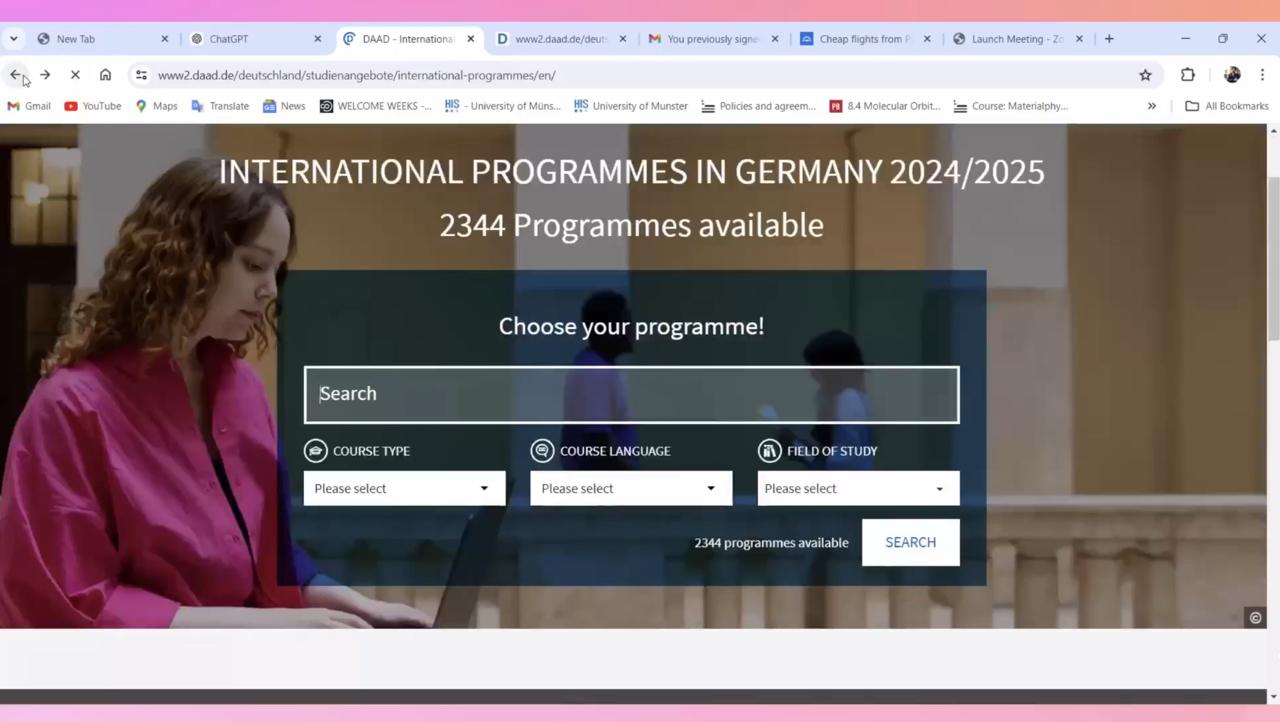 New Tab
ChatGPT
DAAD - International
www2.daad.de/deut
You previously signe
Cheap flights from P
Launch Meeting - Zo
www2.daad.de/deutschland/studienangebote/international-programmes/en/
Gmail
YouTube
Maps
Translate
News
WELCOME WEEKS -...
HIS - University of Müns...
HIS University of Munster
Policies and agreem...
8.4 Molecular Orbit...
Course: Materialphy...
All Bookmarks
INTERNATIONAL PROGRAMMES IN GERMANY 2024/2025
2344 Programmes available
Choose your programme!
Search
COURSE TYPE
COURSE LANGUAGE
FIELD OF STUDY
Please select
Please select
Please select
2344 programmes available
SEARCH
©